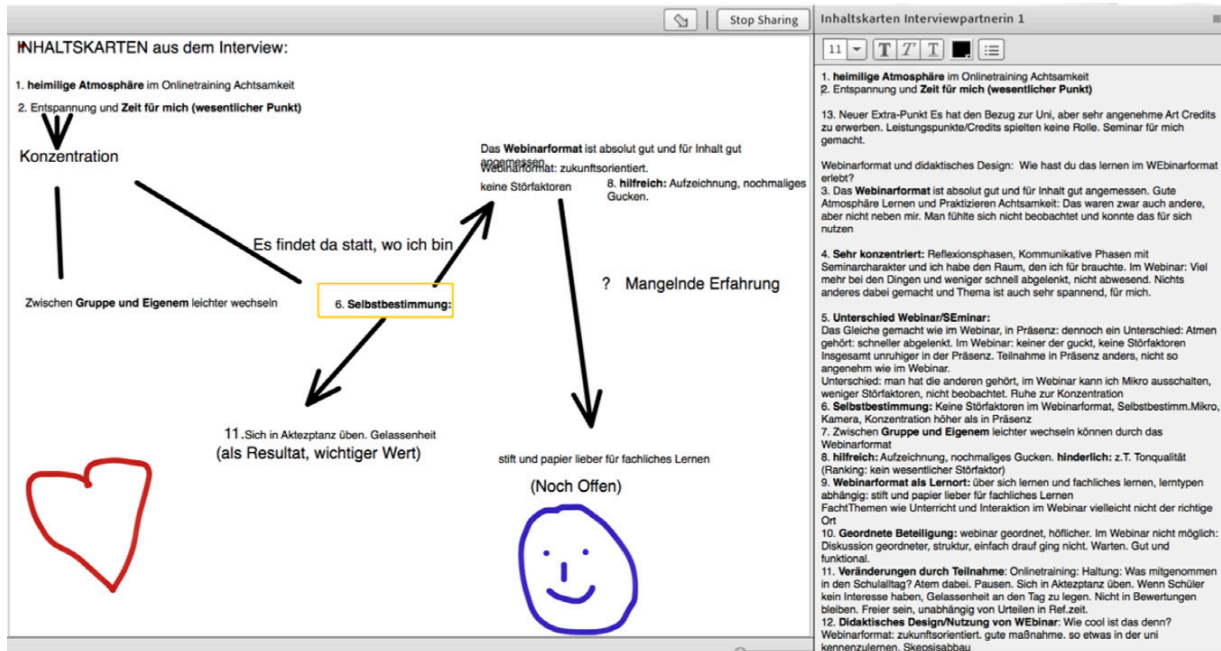 Stop Sharing
INHALTSKARTEN aus dem Interview:
1. heimilige Atmosphäre im Onlinetraining Achtsamkeit
2. Entspannung und Zeit für mich (wesentlicher Punkt)
Konzentration
Das Webinarformat ist absolut gut und für Inhalt gut
angemessen
Webinarformat: zukunftsorientiert.
keine Störfaktoren
8. hilfreich: Aufzeichnung, nochmaliges
Gucken.
Es findet da statt, wo ich bin
? Mangelnde Erfahrung
Zwischen Gruppe und Eigenem leichter wechseln
6. Selbstbestimmung:
11.Sich in Aktezptanz üben. Gelassenheit
(als Resultat, wichtiger Wert)
stift und papier lieber für fachliches Lernen
(Noch Offen)
Inhaltskarten Interviewpartnerin 1
11 T T T
1. heimilige Atmosphäre im Onlinetraining Achtsamkeit
2. Entspannung und Zeit für mich (wesentlicher Punkt)
13. Neuer Extra-Punkt Es hat den Bezug zur Uni, aber sehr angenehme Art Credits
zu erwerben. Leistungspunkte/Credits spielten keine Rolle. Seminar für mich
gemacht.
Webinarformat und didaktisches Design: Wie hast du das lernen im WEbinarformat
erlebt?
3. Das Webinarformat ist absolut gut und für Inhalt gut angemessen. Gute
Atmosphäre Lernen und Praktizieren Achtsamkeit: Das waren zwar auch andere,
aber nicht neben mir. Man fühlte sich nicht beobachtet und konnte das für sich
nutzen
4. Sehr konzentriert: Reflexionsphasen, Kommunikative Phasen mit
Seminarcharakter und ich habe den Raum, den ich für brauchte. Im Webinar: Viel
mehr bei den Dingen und weniger schnell abgelenkt, nicht abwesend. Nichts
anderes dabei gemacht und Thema ist auch sehr spannend, für mich.
5. Unterschied Webinar/SEminar:
Das Gleiche gemacht wie im Webinar, in Präsenz: dennoch ein Unterschied: Atmen
gehört: schneller abgelenkt. Im Webinar: keiner der guckt, keine Störfaktoren
Insgesamt unruhiger in der Präsenz. Teilnahme in Präsenz anders, nicht so
angenehm wie im Webinar.
Unterschied: man hat die anderen gehört, im Webinar kann ich Mikro ausschalten,
weniger Störfaktoren, nicht beobachtet. Ruhe zur Konzentration
6. Selbstbestimmung: Keine Störfaktoren im Webinarformat, Selbstbestimm.Mikro,
Kamera, Konzentration höher als in Präsenz
7. Zwischen Gruppe und Eigenem leichter wechseln können durch das
Webinarformat
8. hilfreich: Aufzeichnung, nochmaliges Gucken. hinderlich: z.T. Tonqualität
(Ranking: kein wesentlicher Störfaktor)
9. Webinarformat als Lernort: über sich lernen und fachliches lernen, lerntypen
abhängig: stift und papier lieber für fachliches Lernen
FachtThemen wie Unterricht und Interaktion im Webinar vielleicht nicht der richtige
Ort
10. Geordnete Beteiligung: webinar geordnet, höflicher. Im Webinar nicht möglich:
Diskussion geordneter, struktur, einfach drauf ging nicht. Warten. Gut und
funktional.
11. Veränderungen durch Teilnahme: Onlinetraining: Haltung: Was mitgenommen
in den Schulalltag? Atem dabei. Pausen. Sich in Aktezptanz üben. Wenn Schüler
kein Interesse haben, Gelassenheit an den Tag zu legen. Nicht in Bewertungen
bleiben. Freier sein, unabhängig von Urteilen in Ref.zeit.
12. Didaktisches Design/Nutzung von WEbinar: Wie cool ist das denn?
Webinarformat: zukunftsorientiert. gute maßnahme. so etwas in der uni
kennenzulernen. Skepsisabbau